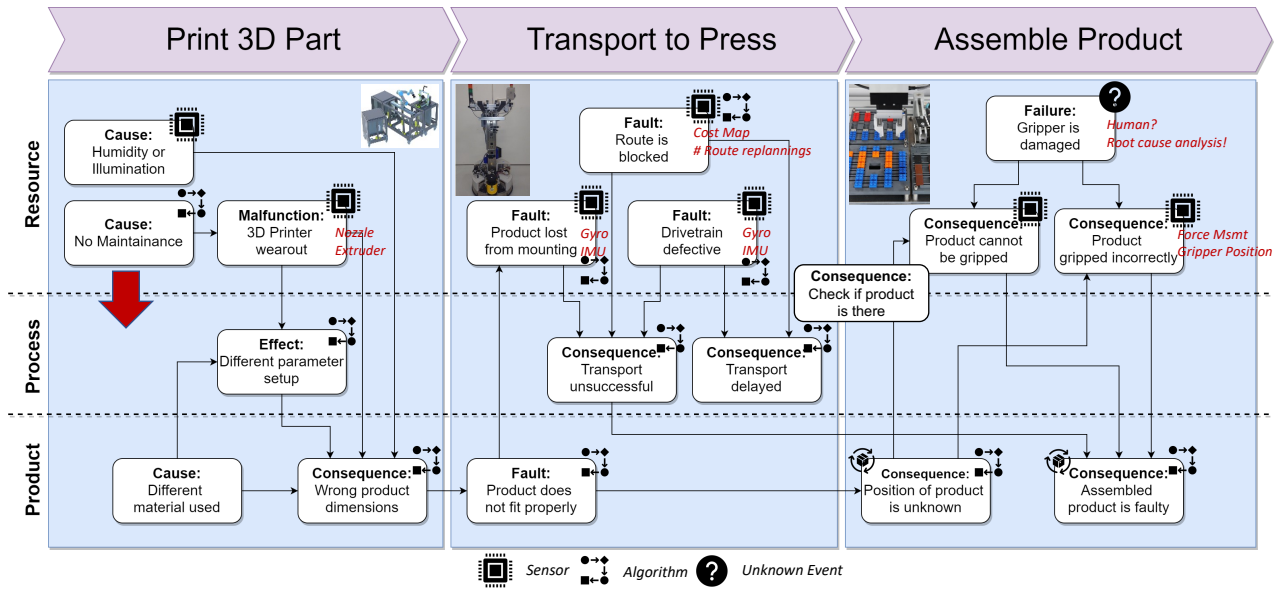 Print 3D Part
Transport to Press
Assemble Product
Resource
Process
Product
Cause:
Humidity or
Illumination
Cause:
No Maintainance
Malfunction:
3D Printer
wearout
Nozzle
Extruder
Effect:
Different parameter
setup
Cause:
Different
material used
Consequence:
Wrong product
dimensions
Fault:
Route is
blocked
Cost Map
# Route replannings
Fault:
Product lost
from mounting
Gyro
IMU
Fault:
Drivetrain
defective
Gyro
IMU
Consequence:
Transport
unsuccessful
Consequence:
Transport
delayed
Fault:
Product does
not fit properly
Failure:
Gripper is
damaged
Human?
Root cause analysis!
Consequence:
Product cannot
be gripped
Consequence:
Product
gripped incorrectly
Force Msmt
Gripper Position
Consequence:
Check if product
is there
Consequence:
Position of product
is unknown
Consequence:
Assembled
product is faulty
Sensor
Algorithm
?
Unknown Event